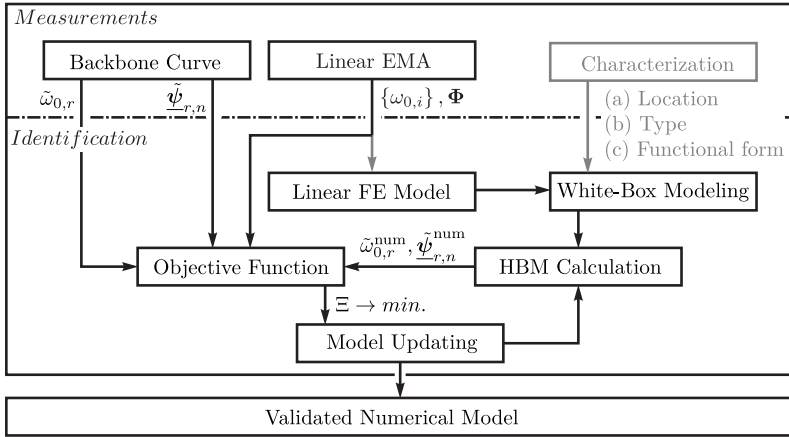 Measurements
Backbone Curve
Linear EMA
Characterization
ω̃₀,ᵣ
ψ̃ᵣ,ₙ
{ω₀,ᵢ}, Φ
(a) Location
(b) Type
(c) Functional form
Identification
Linear FE Model
White-Box Modeling
ω̃₀,ᵣⁿᵘᵐ, ψ̃ᵣ,ₙⁿᵘᵐ
Objective Function
HBM Calculation
Ξ → min.
Model Updating
Validated Numerical Model